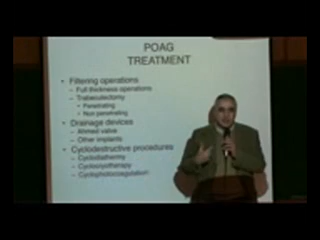 POAG
TREATMENT
• Filtering operations
– Full thickness operations
– Trabeculectomy
• Penetrating
• Non penetrating
• Drainage devices
– Ahmed valve
– Other implants
• Cyclodestructive procedures
– Cyclodiathermy
– Cyclocryotherapy
– Cyclophotocoagulation